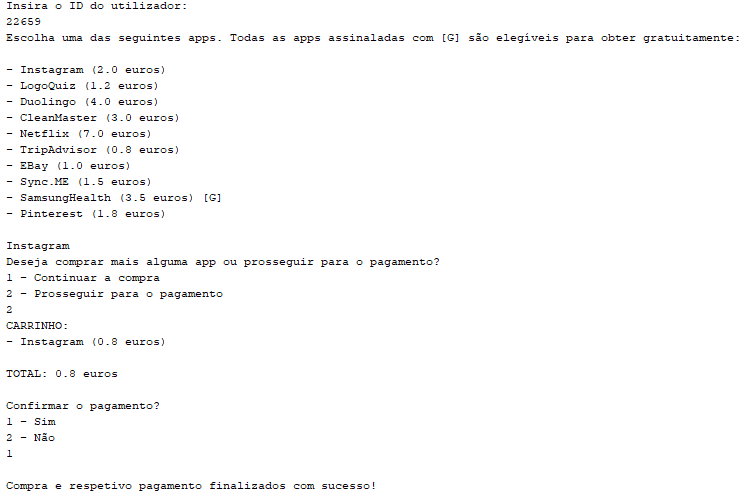 Insira o ID do utilizador:
22659
Escolha uma das seguintes apps. Todas as apps assinaladas com [G] são elegíveis para obter gratuitamente:
- Instagram (2.0 euros)
- LogoQuiz (1.2 euros)
- Duolingo (4.0 euros)
- CleanMaster (3.0 euros)
- Netflix (7.0 euros)
- TripAdvisor (0.8 euros)
- EBay (1.0 euros)
- Sync.ME (1.5 euros)
- SamsungHealth (3.5 euros) [G]
- Pinterest (1.8 euros)
Instagram
Deseja comprar mais alguma app ou prosseguir para o pagamento?
1 - Continuar a compra
2 - Prosseguir para o pagamento
2
CARRINHO:
- Instagram (0.8 euros)
TOTAL: 0.8 euros
Confirmar o pagamento?
1 - Sim
2 - Não
1
Compra e respetivo pagamento finalizados com sucesso!